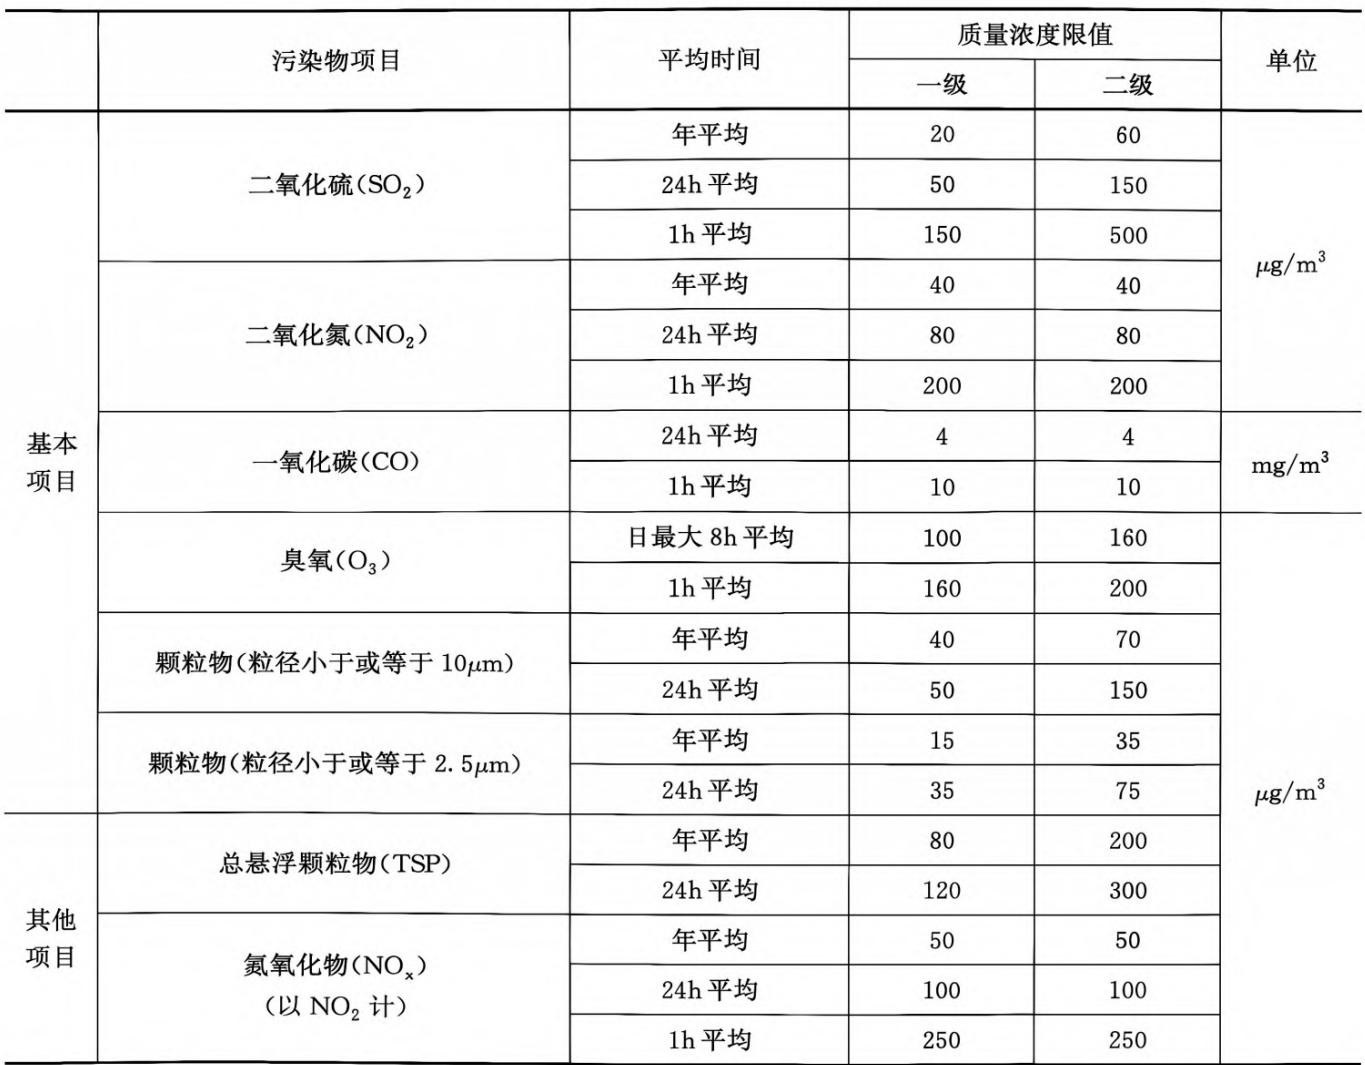 污染物项目 平均时间 质量浓度限值 单位
一级 二级
基本
项目
二氧化硫(SO₂) 年平均 20 60 μg/m³
24h平均 50 150
1h平均 150 500
二氧化氮(NO₂) 年平均 40 40
24h平均 80 80
1h平均 200 200
一氧化碳(CO) 24h平均 4 4 mg/m³
1h平均 10 10
臭氧(O₃) 日最大8h平均 100 160 μg/m³
1h平均 160 200
颗粒物(粒径小于或等于10μm) 年平均 40 70
24h平均 50 150
颗粒物(粒径小于或等于2.5μm) 年平均 15 35
24h平均 35 75
其他
项目
总悬浮颗粒物(TSP) 年平均 80 200
24h平均 120 300
氮氧化物(NOₓ)
(以NO₂计)
年平均 50 50
24h平均 100 100
1h平均 250 250